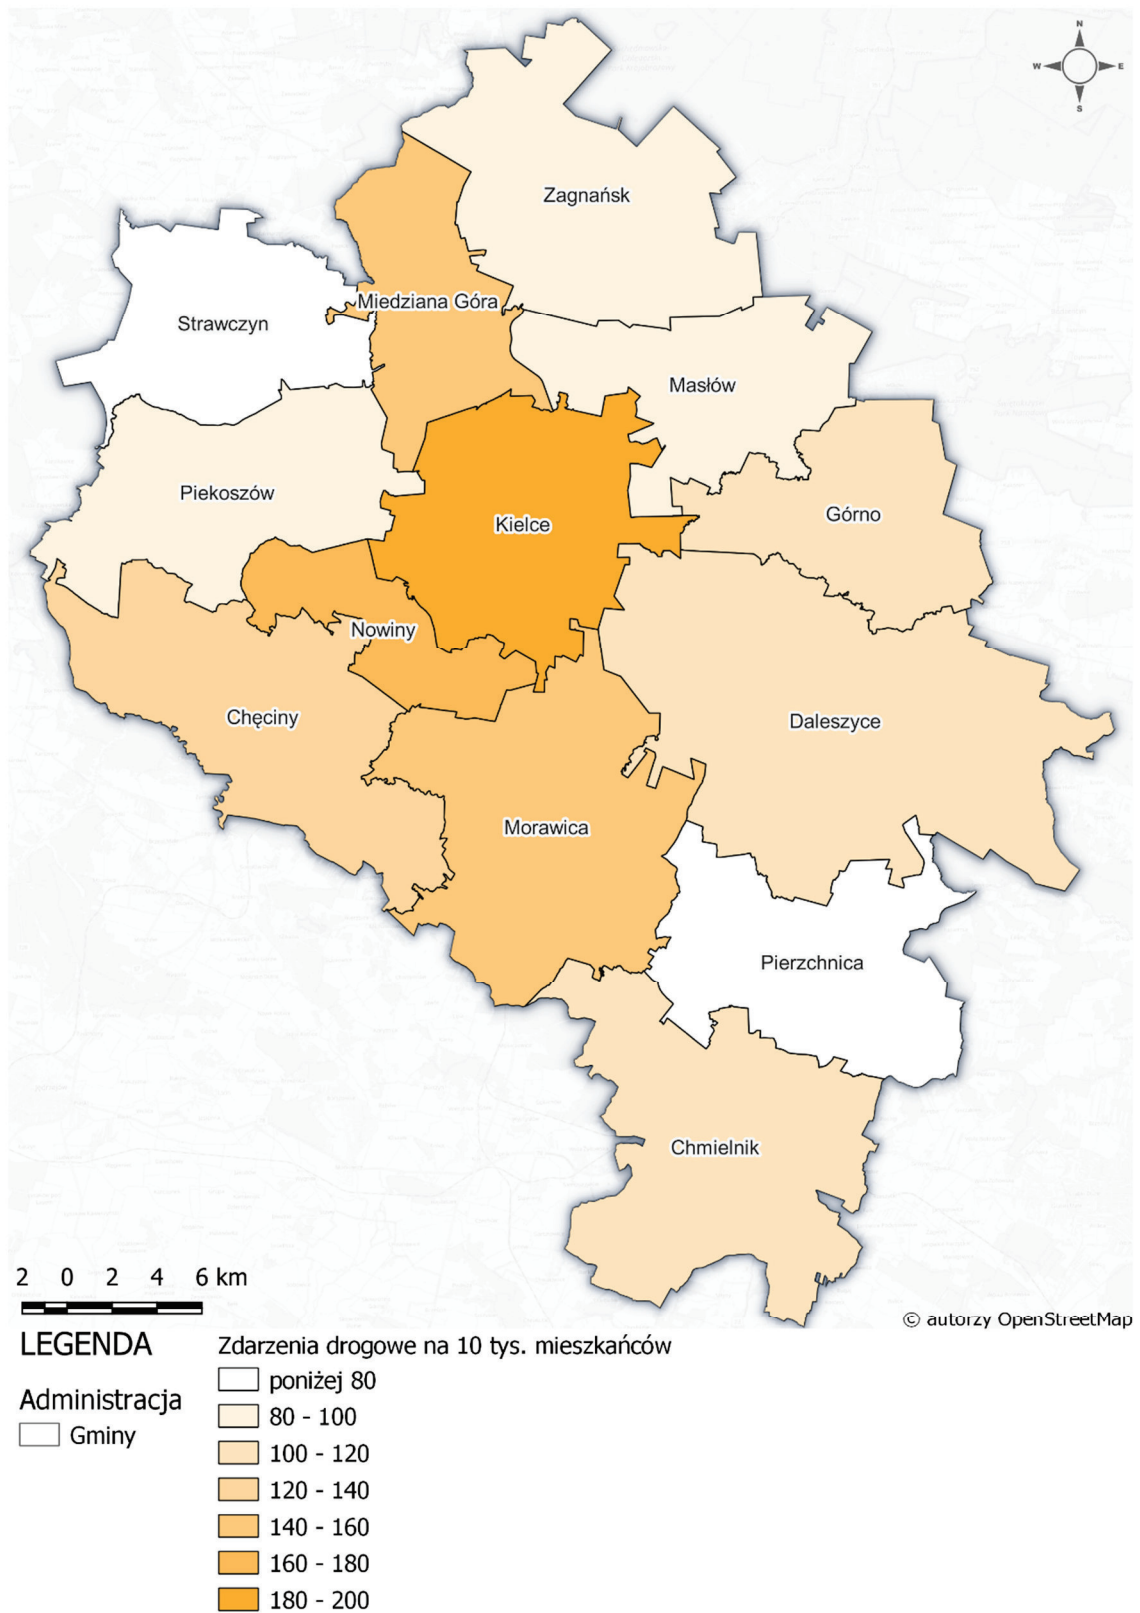 N
W E
S
Zagnańsk
Miedziana Góra
Strawczyn
Masłów
Piekoszów
Górno
Kielce
Nowiny
Chęciny
Daleszyce
Morawica
Pierzchnica
Chmielnik
2 0 2 4 6 km
© autorzy OpenStreetMap
LEGENDA
Administracja
Gminy
Zdarzenia drogowe na 10 tys. mieszkańców
poniżej 80
80 - 100
100 - 120
120 - 140
140 - 160
160 - 180
180 - 200